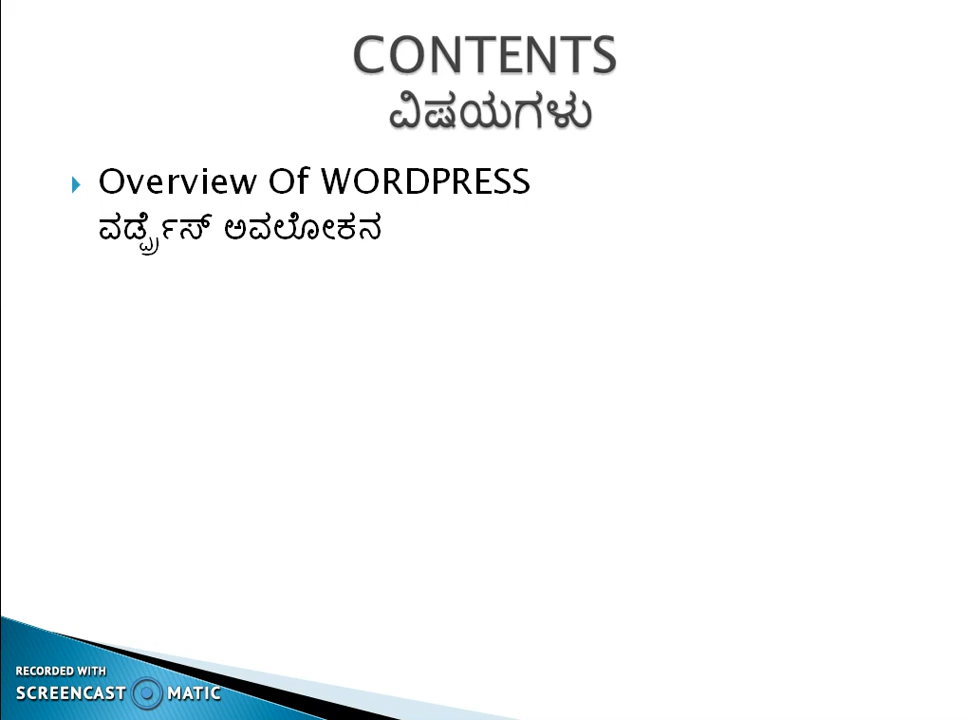 CONTENTS
ವಿಷಯಗಳು
Overview Of WORDPRESS
ವರ್ಡ್ಪ್ರೆಸ್ ಅವಲೋಕನ
RECORDED WITH
SCREENCAST MATIC